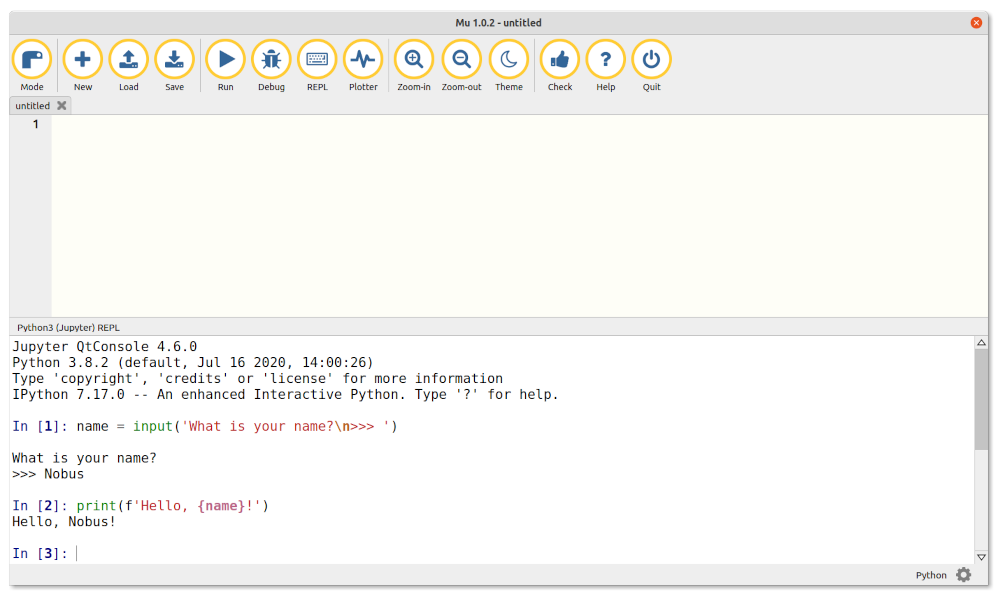 Mu 1.0.2 - untitled
Mode New Load Save Run Debug REPL Plotter Zoom-in Zoom-out Theme Check Help Quit
untitled
1
Python3 (Jupyter) REPL
Jupyter QtConsole 4.6.0
Python 3.8.2 (default, Jul 16 2020, 14:00:26)
Type 'copyright', 'credits' or 'license' for more information
IPython 7.17.0 -- An enhanced Interactive Python. Type '?' for help.
In [1]: name = input('What is your name?\n>>> ')
What is your name?
>>> Nobus
In [2]: print(f'Hello, {name}!')
Hello, Nobus!
In [3]:
Python